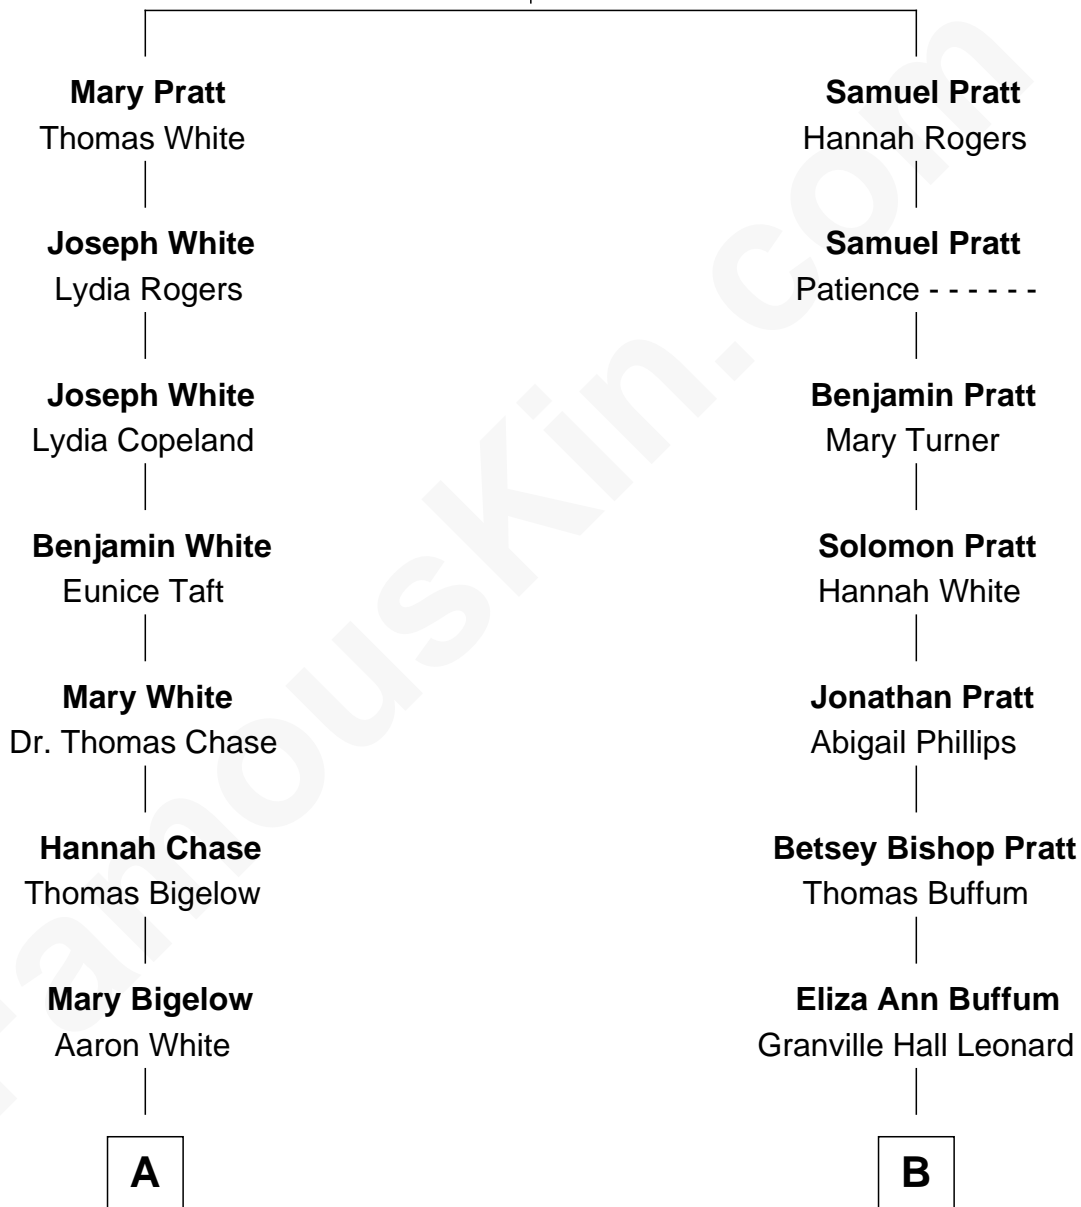 Mary Pratt
Thomas White
Joseph White
Lydia Rogers
Joseph White
Lydia Copeland
Benjamin White
Eunice Taft
Mary White
Dr. Thomas Chase
Hannah Chase
Thomas Bigelow
Mary Bigelow
Aaron White
A
Samuel Pratt
Hannah Rogers
Samuel Pratt
Patience - - - - - -
Benjamin Pratt
Mary Turner
Solomon Pratt
Hannah White
Jonathan Pratt
Abigail Phillips
Betsey Bishop Pratt
Thomas Buffum
Eliza Ann Buffum
Granville Hall Leonard
B
FamousKin.com